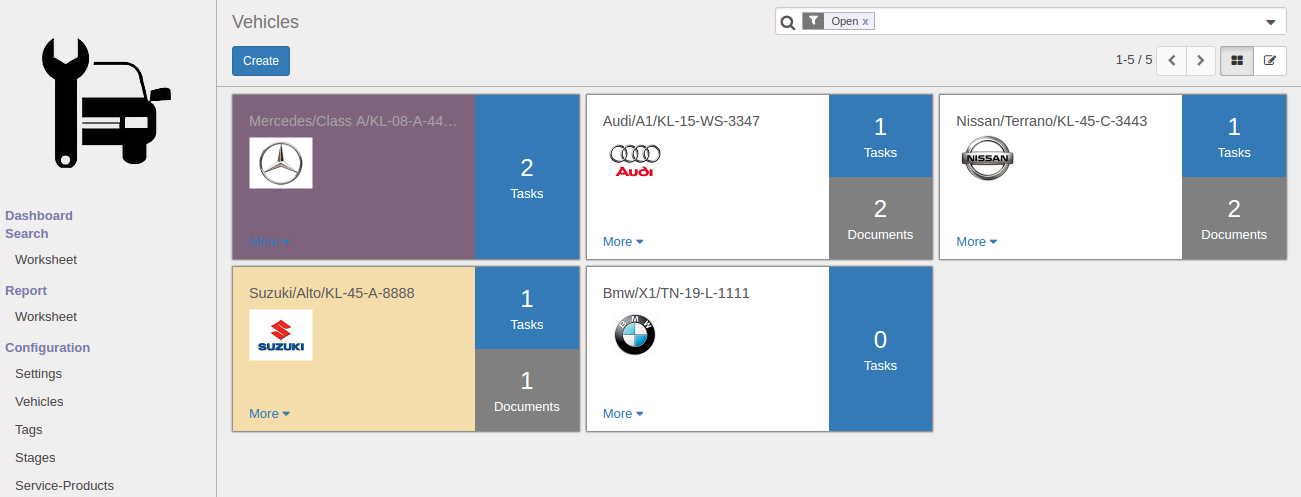 Vehicles
Open x
Create
1-5 / 5
Dashboard
Search
Worksheet
Report
Worksheet
Configuration
Settings
Vehicles
Tags
Stages
Service-Products
Mercedes/Class A/KL-08-A-44...
More
2
Tasks
Audi/A1/KL-15-WS-3347
Audi
More
1
Tasks
2
Documents
Nissan/Terrano/KL-45-C-3443
NISSAN
More
1
Tasks
2
Documents
Suzuki/Alto/KL-45-A-8888
SUZUKI
More
1
Tasks
1
Documents
Bmw/X1/TN-19-L-1111
BMW
More
0
Tasks